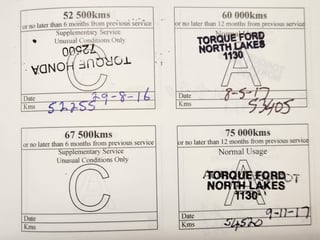 52 500kms
or no later than 6 months from previous service
Supplementary Service
Unusual Conditions Only
TORQUE HONDA
72500
C
Date 29-8-16
Kms 52255
60 000kms
or no later than 12 months from previous service
TORQUE FORD
NORTH LAKES
1130
A
Date 8-5-17
Kms 53405
67 500kms
or no later than 6 months from previous service
Supplementary Service
Unusual Conditions Only
C
Date
Kms
75 000kms
or no later than 12 months from previous service
Normal Usage
TORQUE FORD
NORTH LAKES
1130
A
Date 9-11-17
Kms 54520